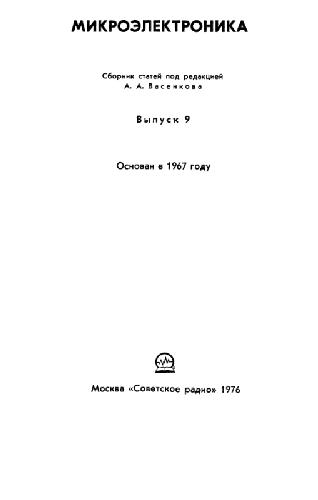 МИКРОЭЛЕКТРОНИКА
Сборник статей под редакцией
А. А. Васенкова
Выпуск 9
Основан в 1967 году
Москва «Советское радио» 1976